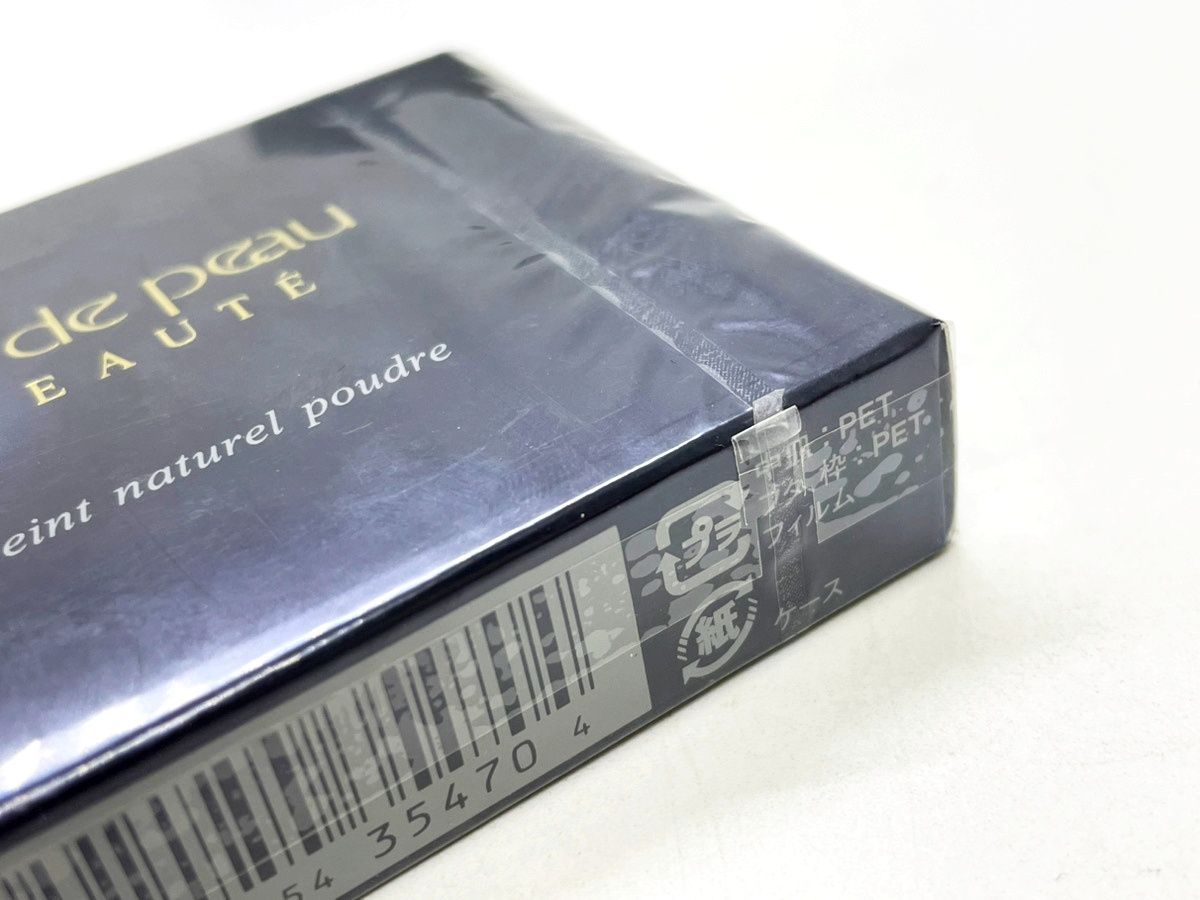 de peau
EAUTÉ
eint naturel poudre
中皿・PET
フタ、枠:PET
フィルム
プラ
紙
ケース
54 35470 4